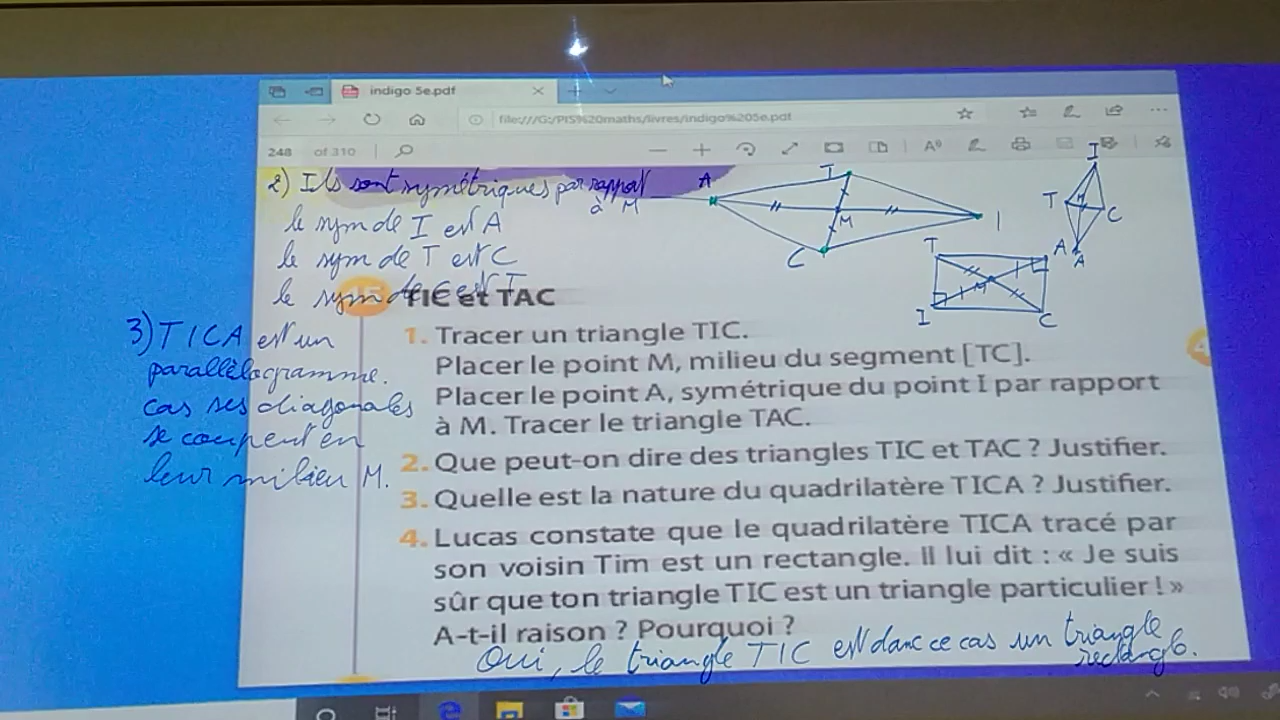 indigo 5e.pdf
file:///G:/PIS%20maths/livres/indigo%205e.pdf
248 of 310
2) Ils sont symétriques par rapport
à M
le sym de I est A
le sym de T est C
le sym de C est T
A T M I C
I T M C A
T A M I C
TIC et TAC
3) TICA est un
parallèlogramme.
cas ses diagonales
se coupent en
leur milieu M.
1. Tracer un triangle TIC.
Placer le point M, milieu du segment [TC].
Placer le point A, symétrique du point I par rapport
à M. Tracer le triangle TAC.
2. Que peut-on dire des triangles TIC et TAC ? Justifier.
3. Quelle est la nature du quadrilatère TICA ? Justifier.
4. Lucas constate que le quadrilatère TICA tracé par
son voisin Tim est un rectangle. Il lui dit : « Je suis
sûr que ton triangle TIC est un triangle particulier ! »
A-t-il raison ? Pourquoi ?
Oui, le triangle TIC est dans ce cas un triangle
rectangle.